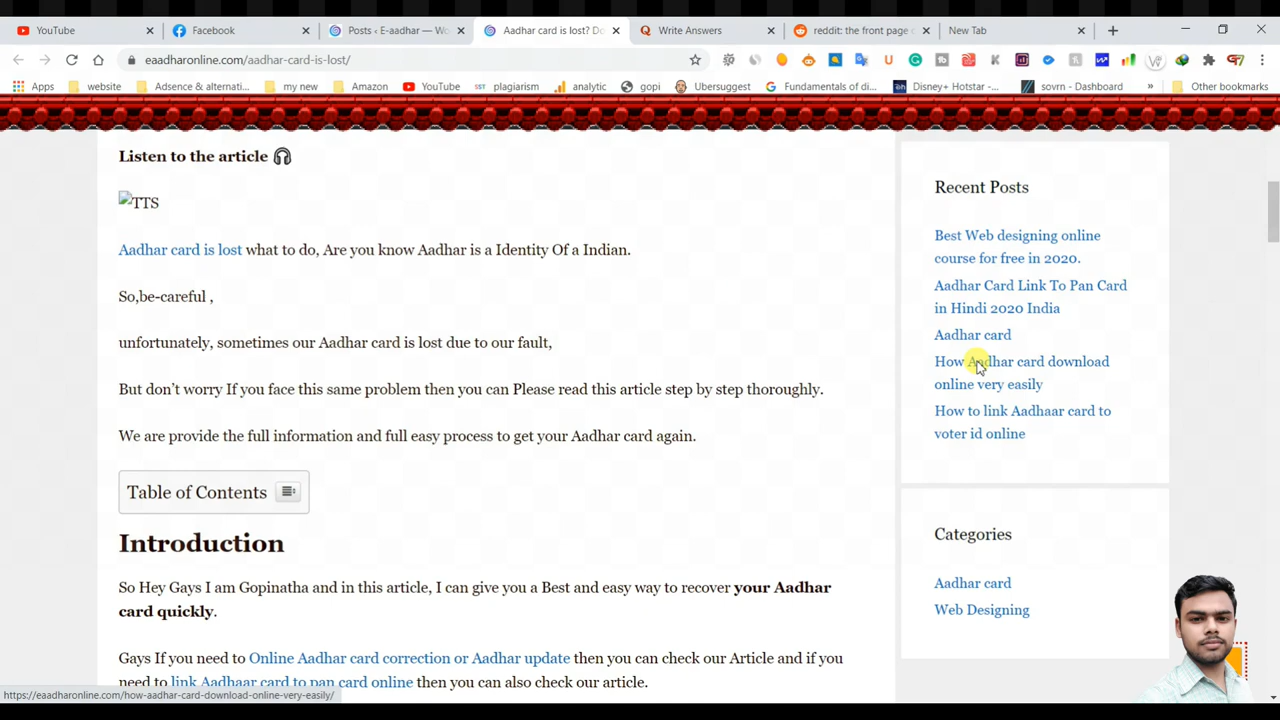 YouTube
Facebook
Posts ‹ E-aadhar — Wo
Aadhar card is lost? Do
Write Answers
reddit: the front page o
New Tab
eaadharonline.com/aadhar-card-is-lost/
Apps
website
Adsence & alternati...
my new
Amazon
YouTube
plagiarism
analytic
gopi
Ubersuggest
Fundamentals of di...
Disney+ Hotstar -...
sovrn - Dashboard
»
Other bookmarks
Listen to the article
TTS
Aadhar card is lost what to do, Are you know Aadhar is a Identity Of a Indian.
So,be-careful ,
unfortunately, sometimes our Aadhar card is lost due to our fault,
But don’t worry If you face this same problem then you can Please read this article step by step thoroughly.
We are provide the full information and full easy process to get your Aadhar card again.
Table of Contents
Introduction
So Hey Gays I am Gopinatha and in this article, I can give you a Best and easy way to recover your Aadhar
card quickly.
Gays If you need to Online Aadhar card correction or Aadhar update then you can check our Article and if you
need to link Aadhaar card to pan card online then you can also check our article.
Recent Posts
Best Web designing online
course for free in 2020.
Aadhar Card Link To Pan Card
in Hindi 2020 India
Aadhar card
How Aadhar card download
online very easily
How to link Aadhaar card to
voter id online
Categories
Aadhar card
Web Designing
https://eaadharonline.com/how-aadhar-card-download-online-very-easily/